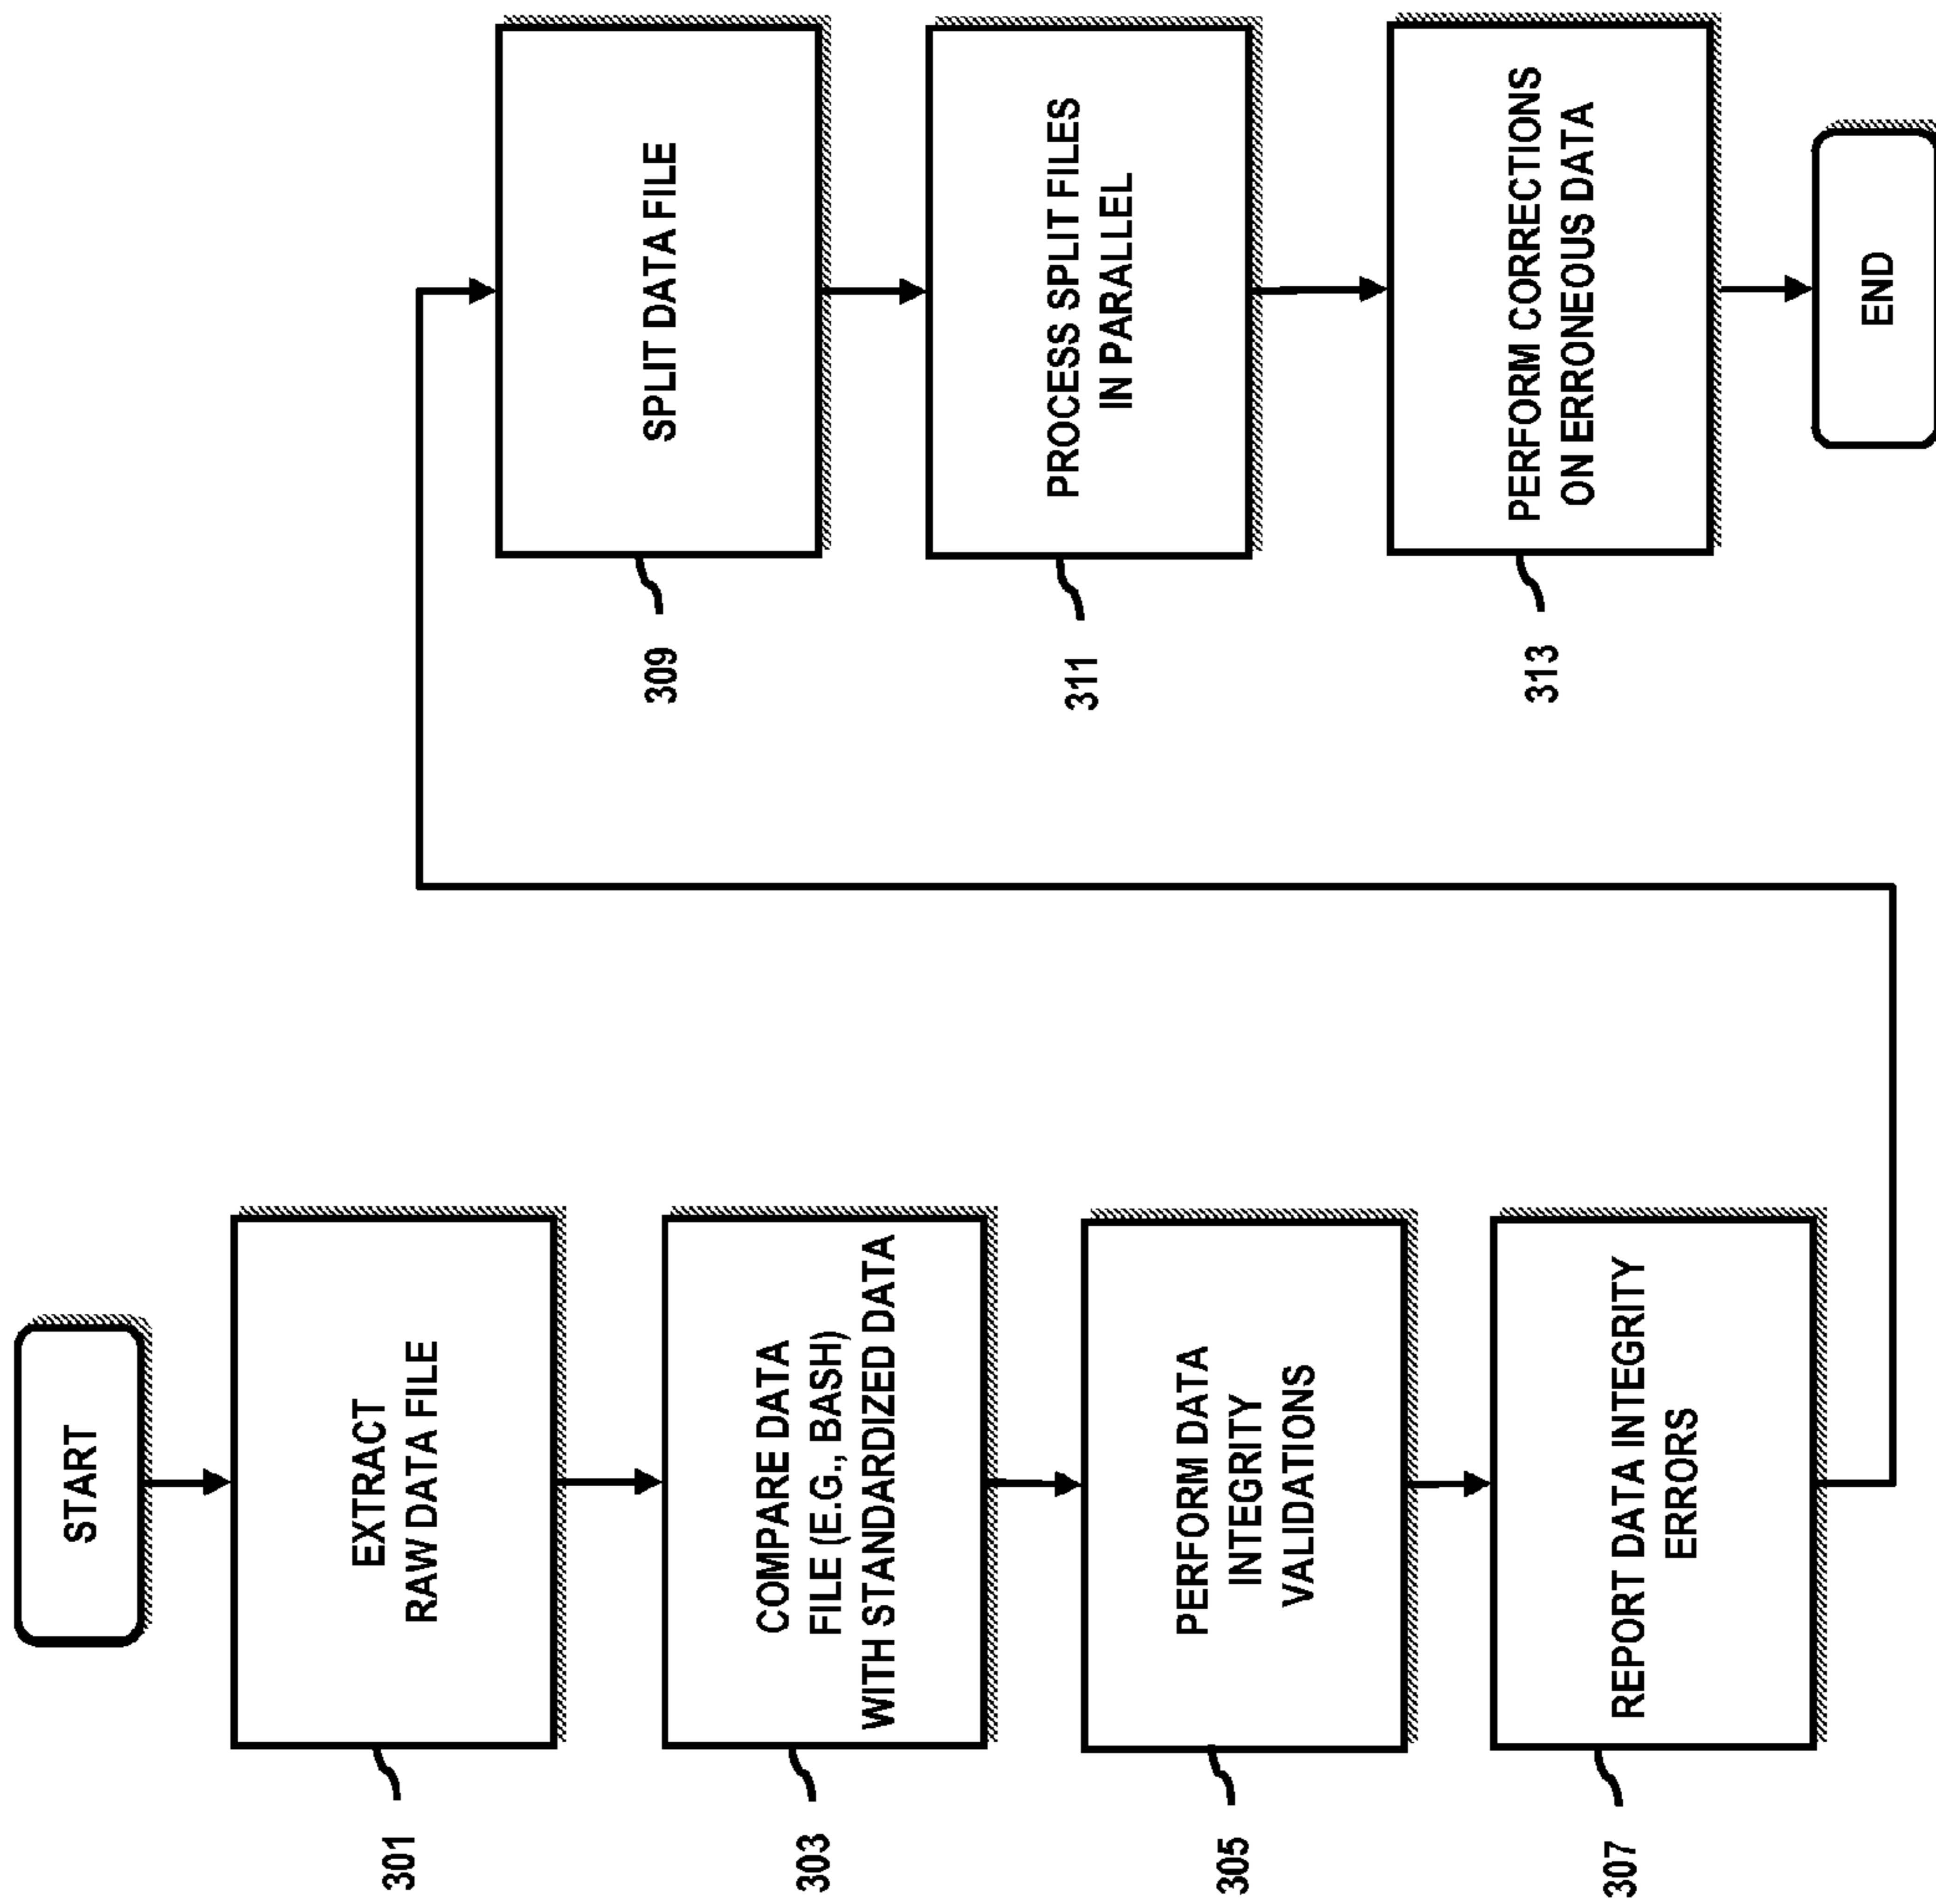 START
301
EXTRACT
RAW DATA FILE
303
COMPARE DATA
FILE (E.G., BASH)
WITH STANDARDIZED DATA
305
PERFORM DATA
INTEGRITY
VALIDATIONS
307
REPORT DATA INTEGRITY
ERRORS
309
SPLIT DATA FILE
311
PROCESS SPLIT FILES
IN PARALLEL
313
PERFORM CORRECTIONS
ON ERRONEOUS DATA
END